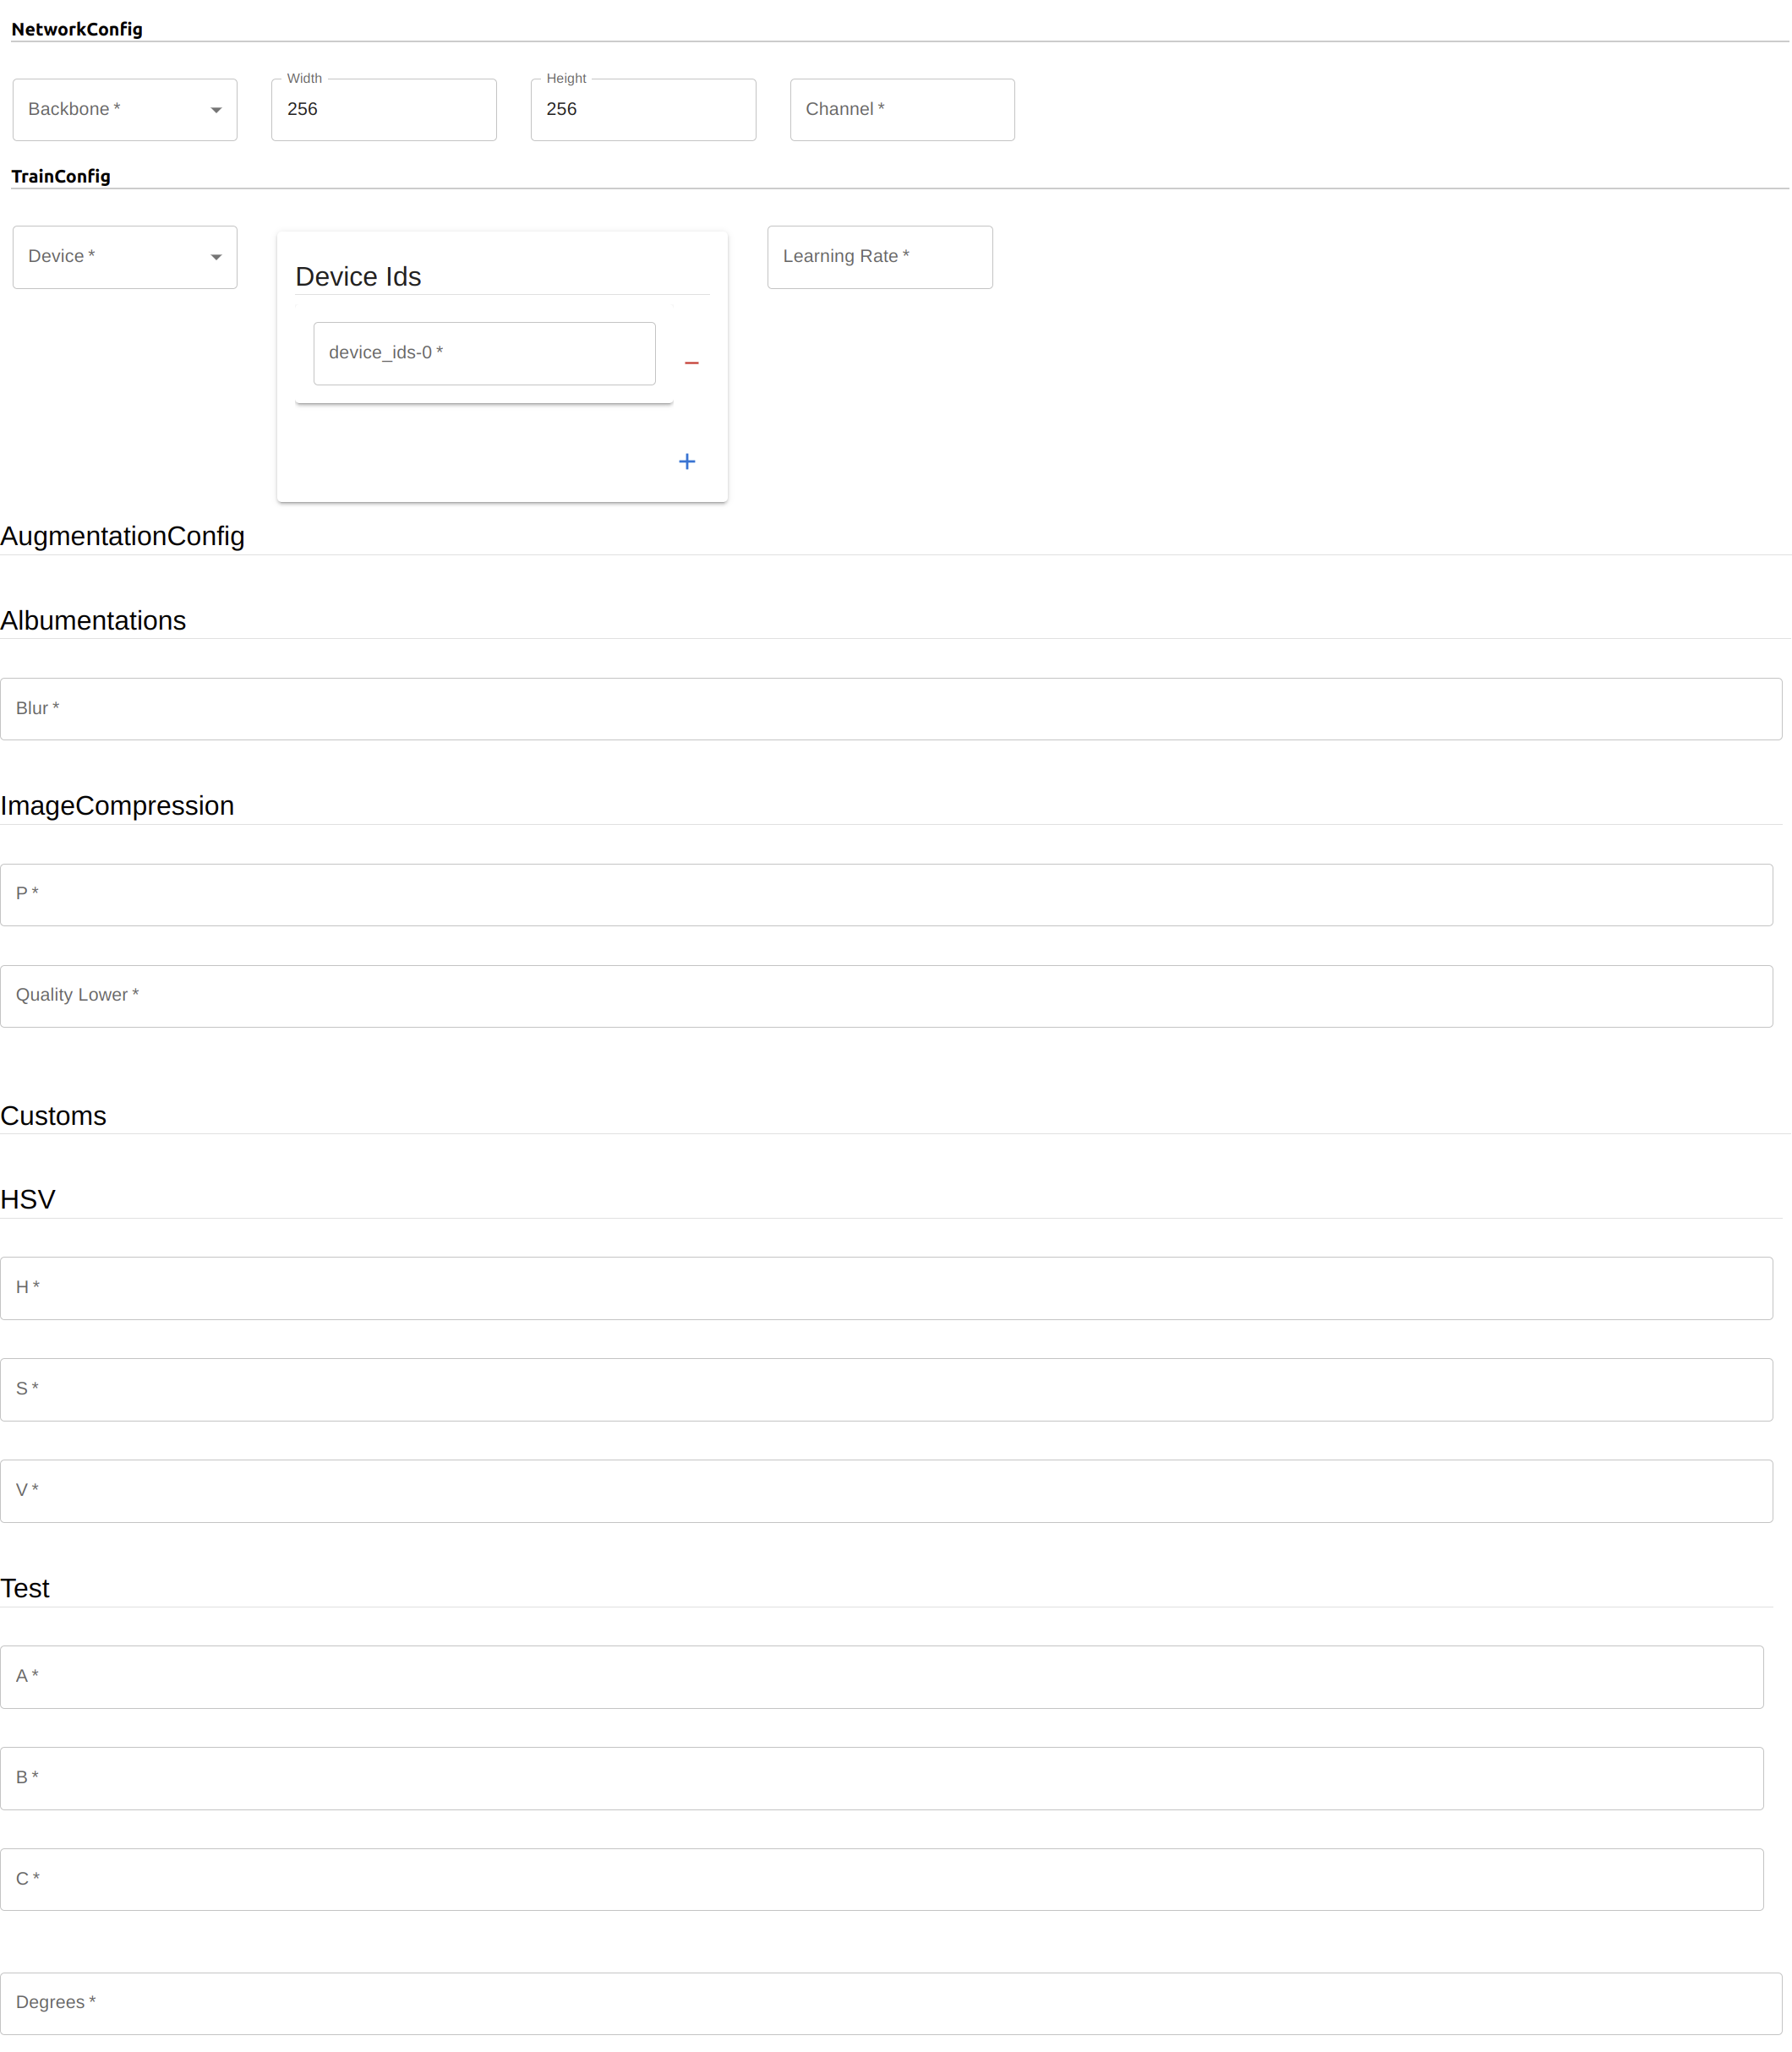 NetworkConfig
Backbone *
Width
256
Height
256
Channel *
TrainConfig
Device *
Device Ids
device_ids-0 *
Learning Rate *
AugmentationConfig
Albumentations
Blur *
ImageCompression
P *
Quality Lower *
Customs
HSV
H *
S *
V *
Test
A *
B *
C *
Degrees *